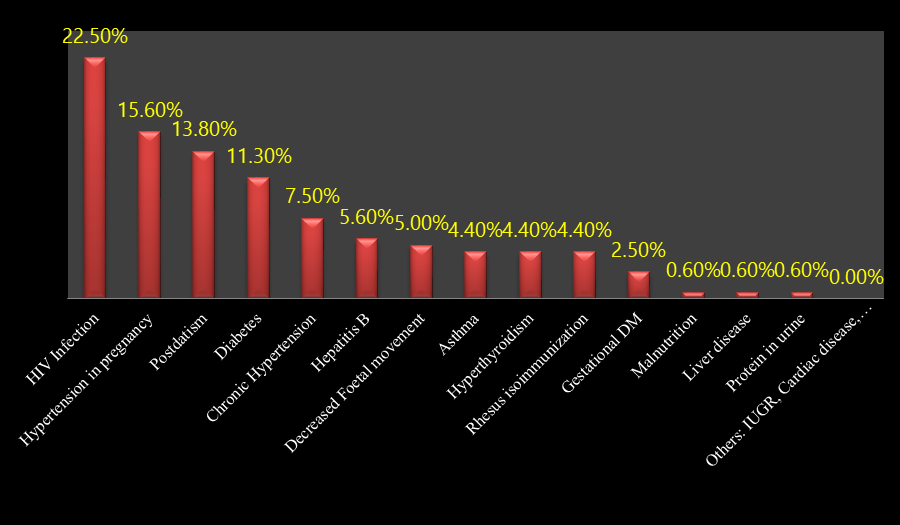 22.50%
15.60%
13.80%
11.30%
7.50%
5.60%
5.00%
4.40%
4.40%
4.40%
2.50%
0.60%
0.60%
0.60%
0.00%
HIV Infection
Hypertension in pregnancy
Postdatism
Diabetes
Chronic Hypertension
Hepatitis B
Decreased Foetal movement
Asthma
Hyperthyroidism
Rhesus isoimmunization
Gestational DM
Malnutrition
Liver disease
Protein in urine
Others: IUGR, Cardiac disease,…